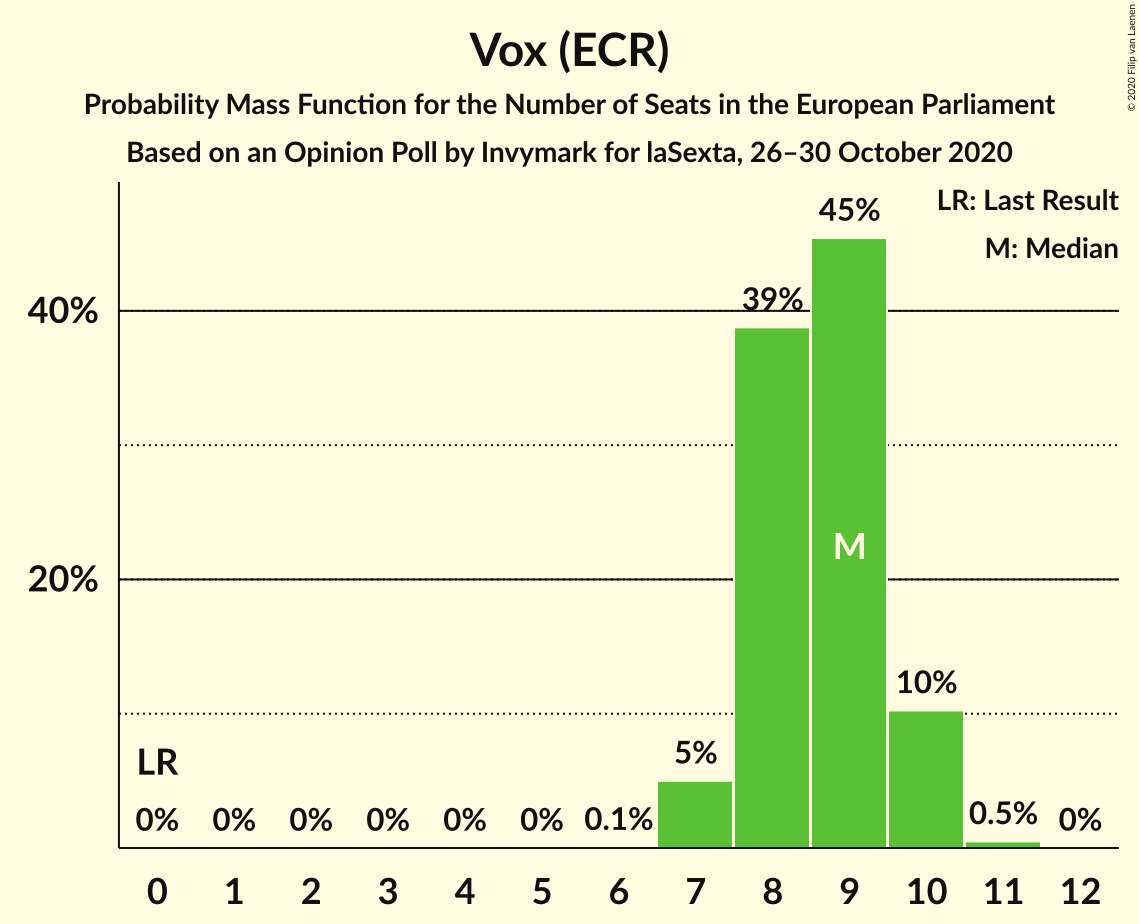 Vox (ECR)
Probability Mass Function for the Number of Seats in the European Parliament
Based on an Opinion Poll by Invymark for laSexta, 26–30 October 2020
© 2020 Filip van Laenen
LR: Last Result
M: Median
45%
39%
40%
M
20%
10%
5%
LR
0% 0% 0% 0% 0% 0% 0.1% 0.5% 0%
0 1 2 3 4 5 6 7 8 9 10 11 12